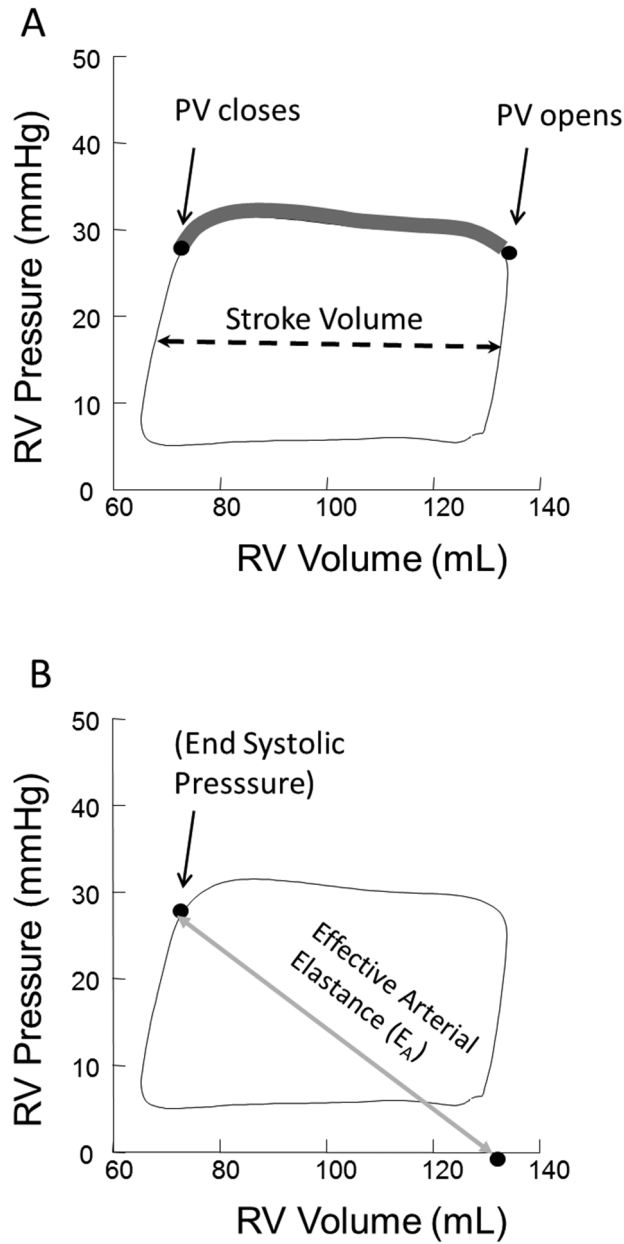 A
50
40
30
20
10
0
RV Pressure (mmHg)
PV closes
PV opens
Stroke Volume
60
80
100
120
140
RV Volume (mL)
B
50
40
30
20
10
0
RV Pressure (mmHg)
(End Systolic
Presssure)
Effective Arterial
Elastance (EA)
60
80
100
120
140
RV Volume (mL)